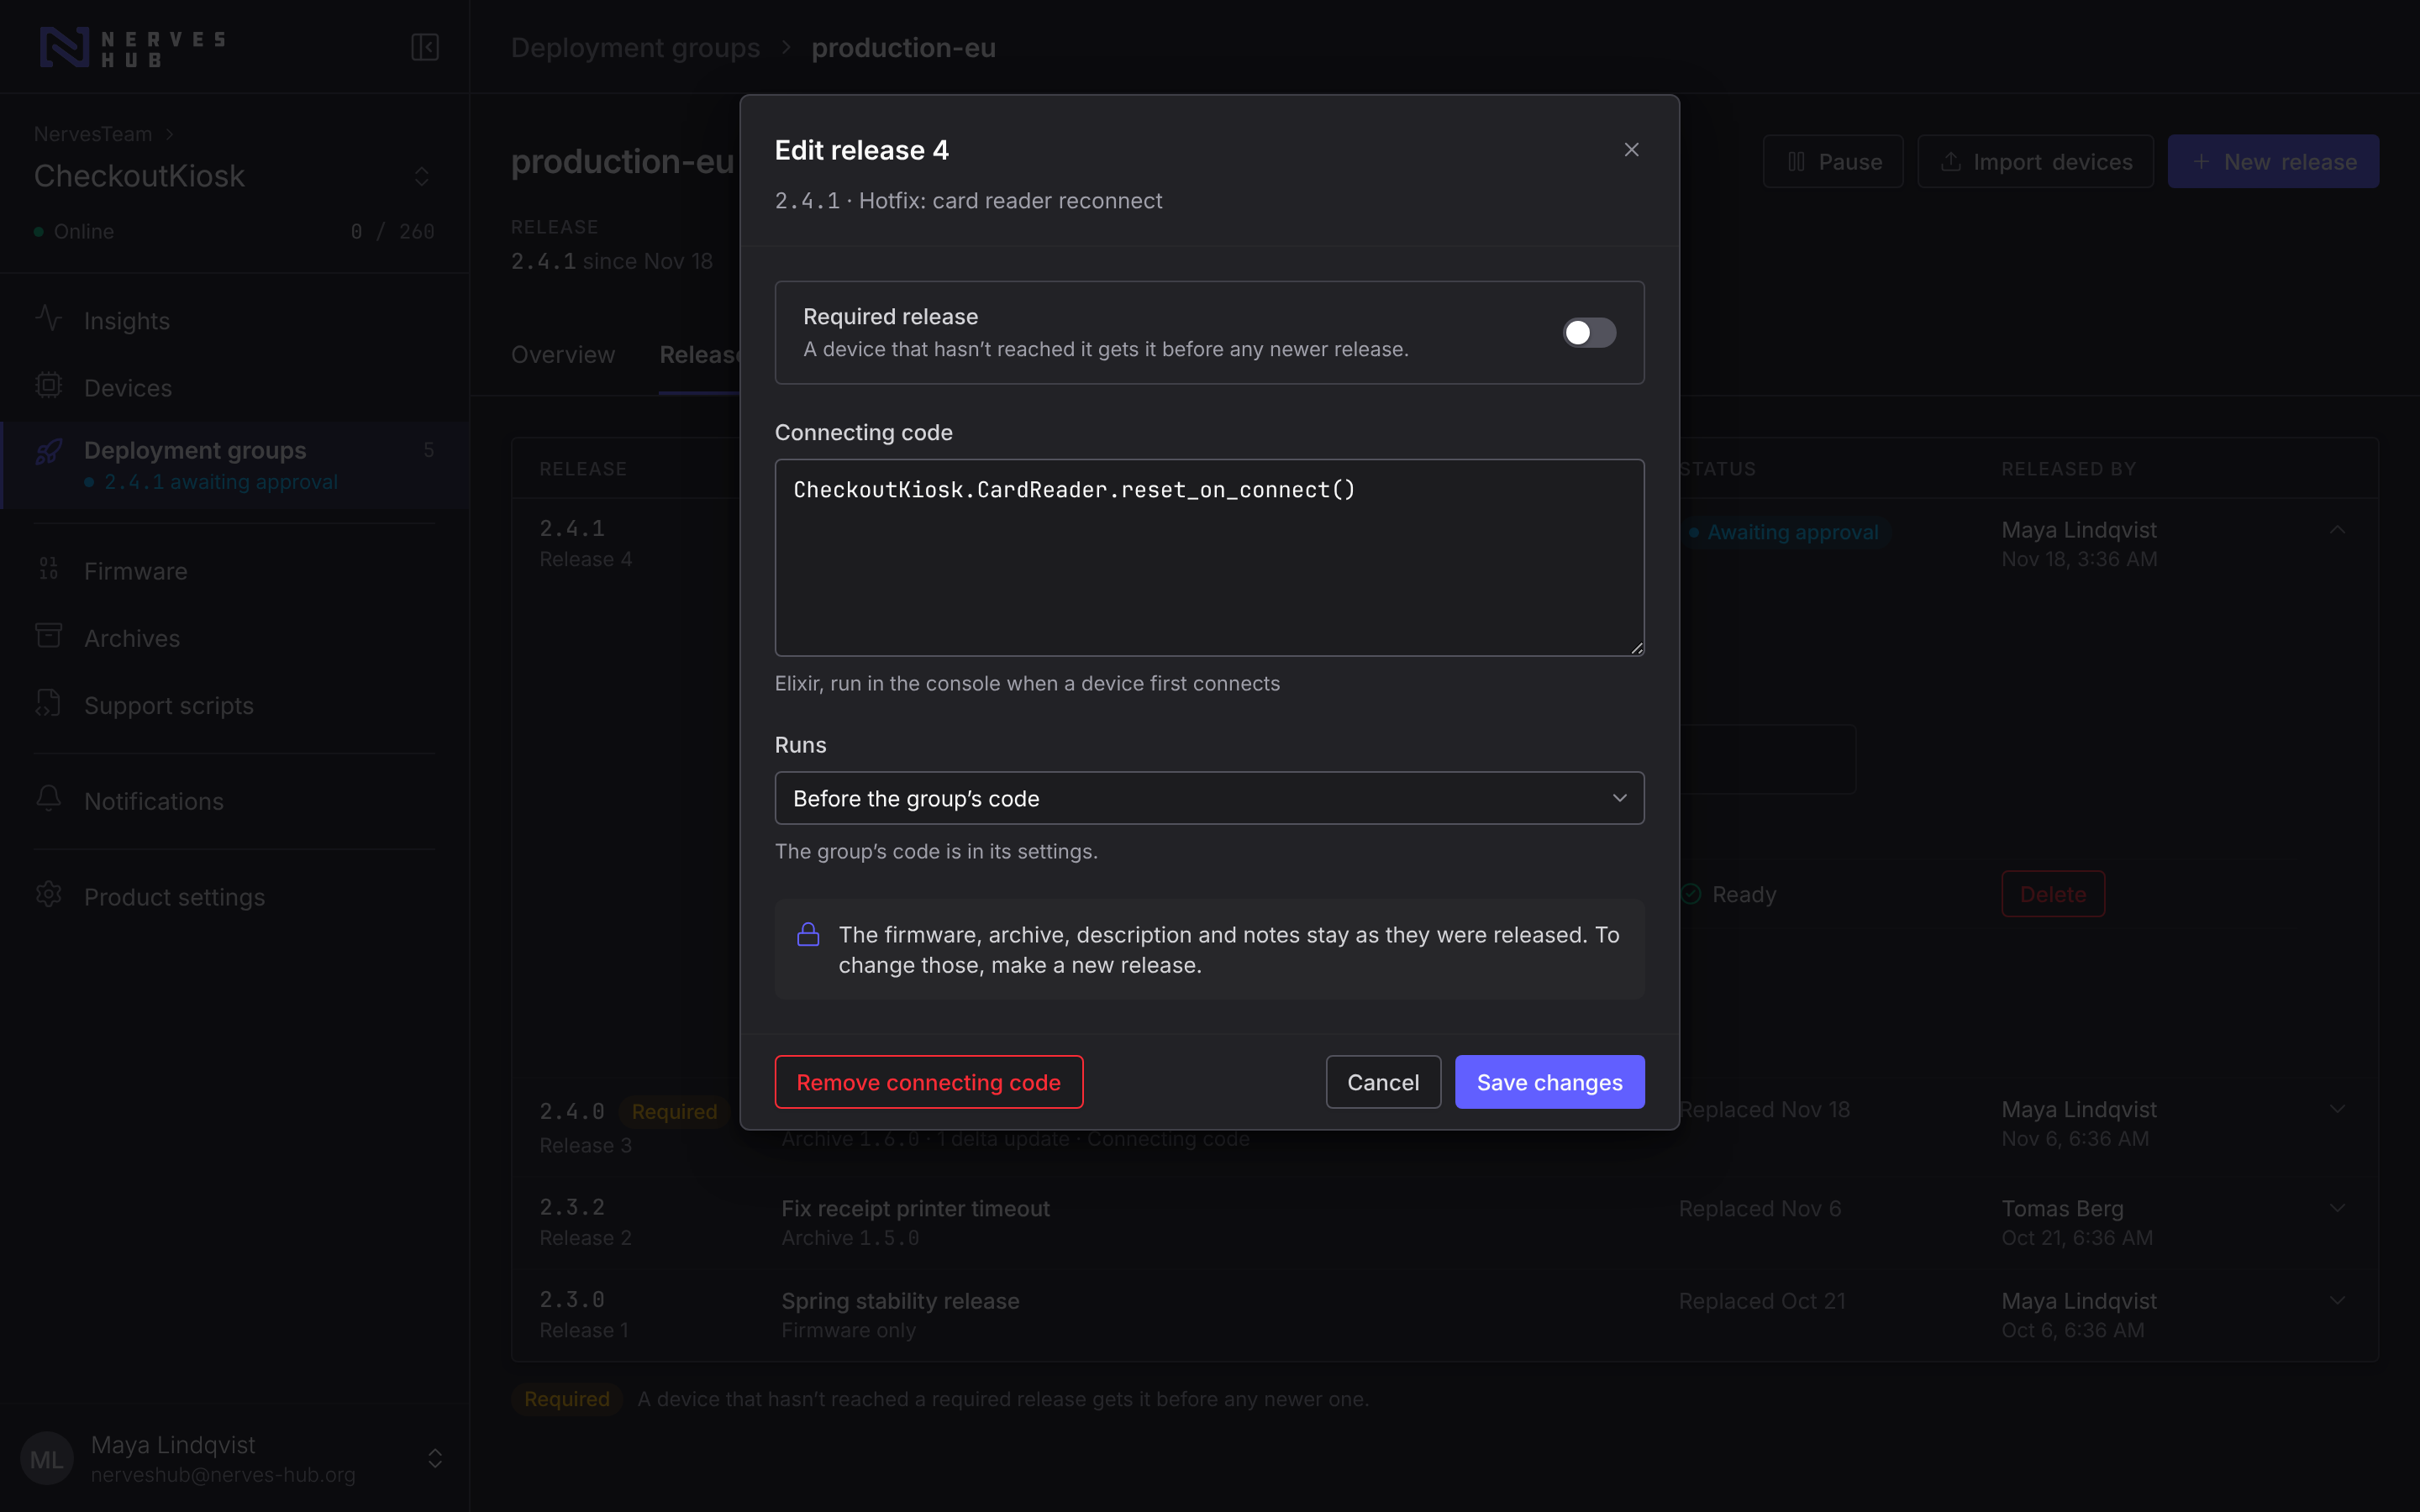 NERVES
HUB
Deployment groups > production-eu
NervesTeam >
CheckoutKiosk
Online 0 / 260
Insights
Devices
Deployment groups 5
2.4.1 awaiting approval
Firmware
Archives
Support scripts
Notifications
Product settings
ML
Maya Lindqvist
nerveshub@nerves-hub.org
production-eu
Pause
Import devices
New release
RELEASE
2.4.1 since Nov 18
Overview
Releas
RELEASE
STATUS
RELEASED BY
2.4.1
Release 4
Awaiting approval
Maya Lindqvist
Nov 18, 3:36 AM
Ready
Delete
Edit release 4
2.4.1 · Hotfix: card reader reconnect
Required release
A device that hasn’t reached it gets it before any newer release.
Connecting code
CheckoutKiosk.CardReader.reset_on_connect()
Elixir, run in the console when a device first connects
Runs
Before the group’s code
The group’s code is in its settings.
The firmware, archive, description and notes stay as they were released. To
change those, make a new release.
Remove connecting code
Cancel
Save changes
2.4.0 Required
Release 3
Archive 1.6.0 · 1 delta update · Connecting code
Replaced Nov 18
Maya Lindqvist
Nov 6, 6:36 AM
2.3.2
Release 2
Fix receipt printer timeout
Archive 1.5.0
Replaced Nov 6
Tomas Berg
Oct 21, 6:36 AM
2.3.0
Release 1
Spring stability release
Firmware only
Replaced Oct 21
Maya Lindqvist
Oct 6, 6:36 AM
Required A device that hasn’t reached a required release gets it before any newer one.